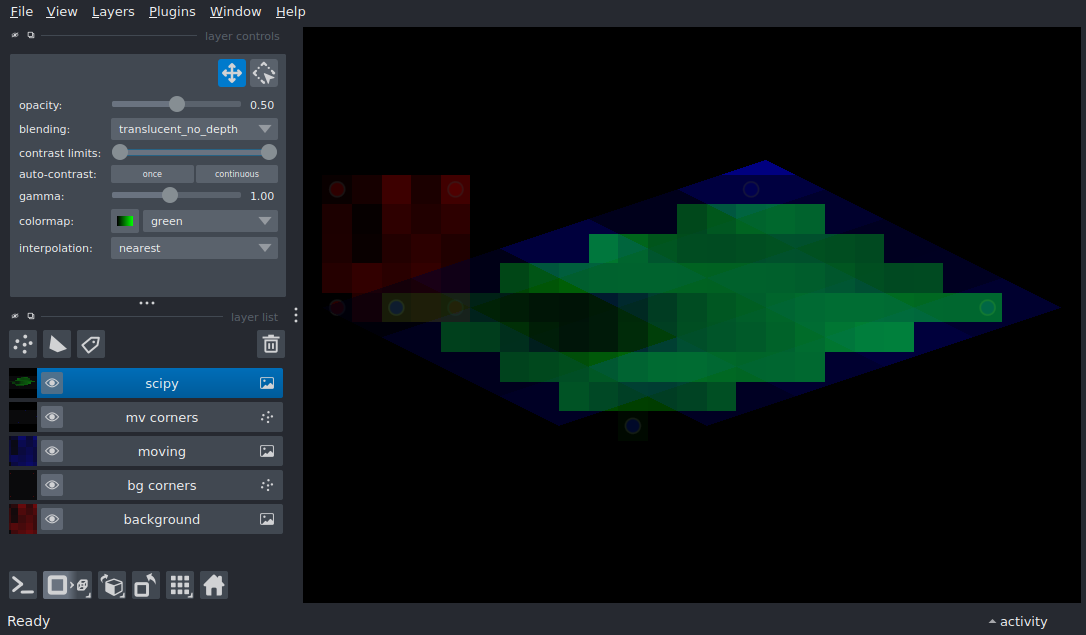 File View Layers Plugins Window Help
layer controls
opacity: 0.50
blending: translucent_no_depth
contrast limits:
auto-contrast: once continuous
gamma: 1.00
colormap: green
interpolation: nearest
layer list
scipy
mv corners
moving
bg corners
background
Ready activity